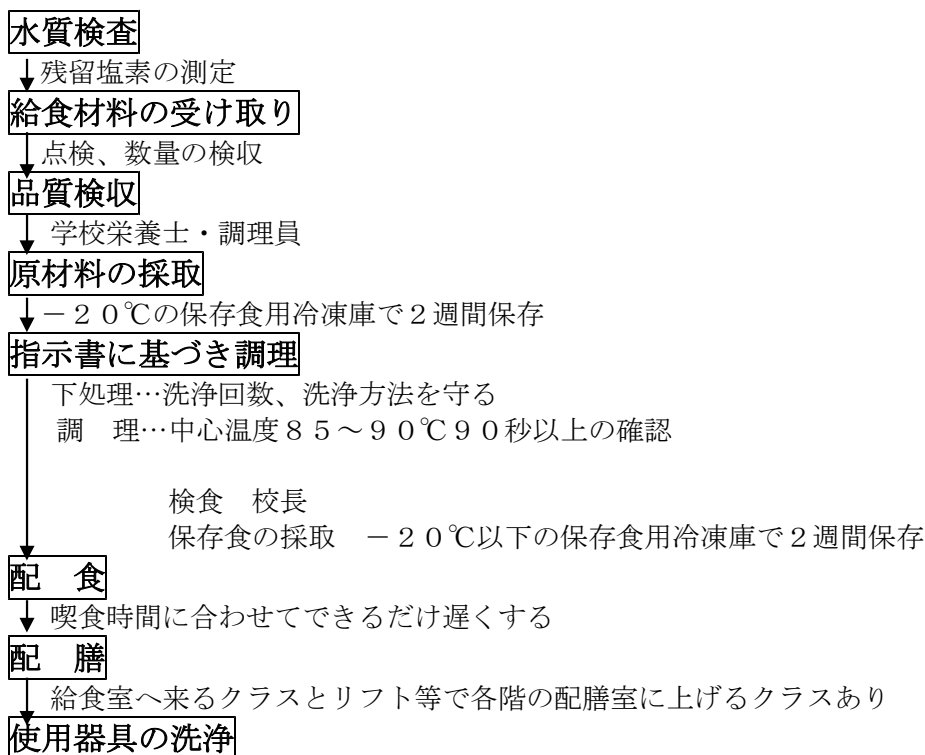 水質検査
残留塩素の測定
給食材料の受け取り
点検、数量の検収
品質検収
学校栄養士・調理員
原材料の採取
－２０℃の保存食用冷凍庫で２週間保存
指示書に基づき調理
下処理…洗浄回数、洗浄方法を守る
調　理…中心温度８５～９０℃９０秒以上の確認
検食　校長
保存食の採取　－２０℃以下の保存食用冷凍庫で２週間保存
配　食
喫食時間に合わせてできるだけ遅くする
配　膳
給食室へ来るクラスとリフト等で各階の配膳室に上げるクラスあり
使用器具の洗浄